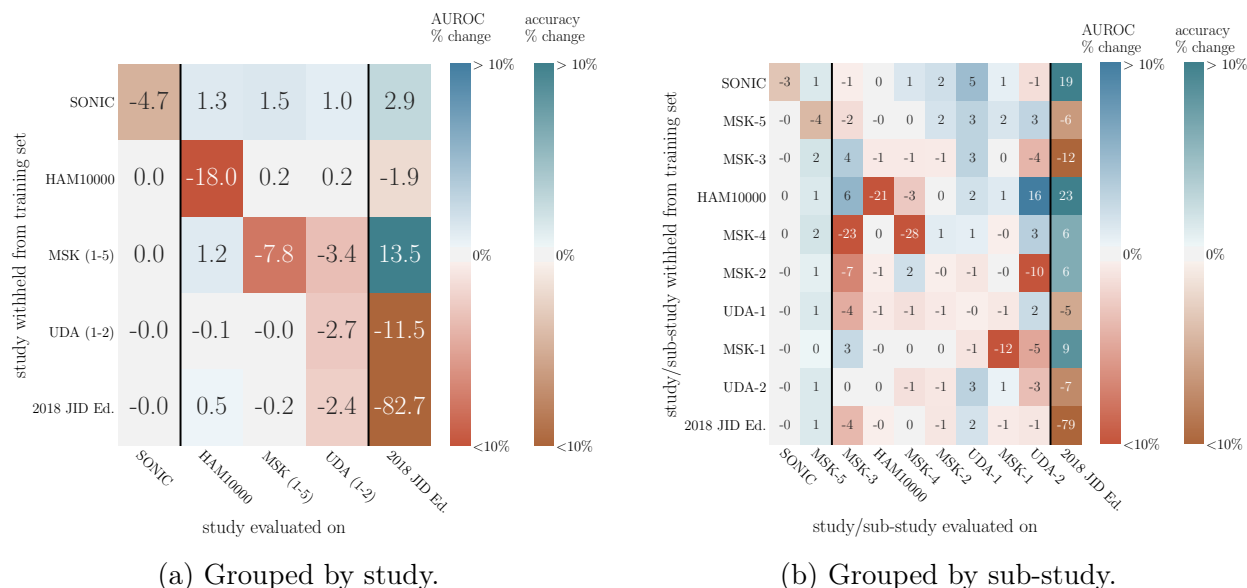 AUROC
% change
accuracy
% change
> 10%
> 10%
0%
0%
<10%
<10%
study withheld from training set
SONIC -4.7 1.3 1.5 1.0 2.9
HAM10000 0.0 -18.0 0.2 0.2 -1.9
MSK (1-5) 0.0 1.2 -7.8 -3.4 13.5
UDA (1-2) -0.0 -0.1 -0.0 -2.7 -11.5
2018 JID Ed. -0.0 0.5 -0.2 -2.4 -82.7
SONIC HAM10000 MSK (1-5) UDA (1-2) 2018 JID Ed.
study evaluated on
(a) Grouped by study.
AUROC
% change
accuracy
% change
> 10%
> 10%
0%
0%
<10%
<10%
study/sub-study withheld from training set
SONIC -3 1 -1 0 1 2 5 1 -1 19
MSK-5 -0 -4 -2 -0 -0 2 3 2 3 -6
MSK-3 -0 2 4 -1 -1 -1 3 0 -4 -12
HAM10000 0 1 6 -21 -3 0 2 1 16 23
MSK-4 -0 2 -23 0 -28 1 1 -0 3 6
MSK-2 -0 1 -7 -1 2 -0 -1 -0 -10 6
UDA-1 -0 1 -4 -1 -1 -1 -0 -1 2 -5
MSK-1 -0 0 3 -0 0 0 -1 -12 -5 9
UDA-2 -0 1 0 0 -1 -1 3 1 -3 -7
2018 JID Ed. -0 1 -4 -0 0 -1 2 -1 -1 -79
SONIC MSK-5 MSK-3 HAM10000 MSK-4 MSK-2 UDA-1 MSK-1 UDA-2 2018 JID Ed.
study/sub-study evaluated on
(b) Grouped by sub-study.